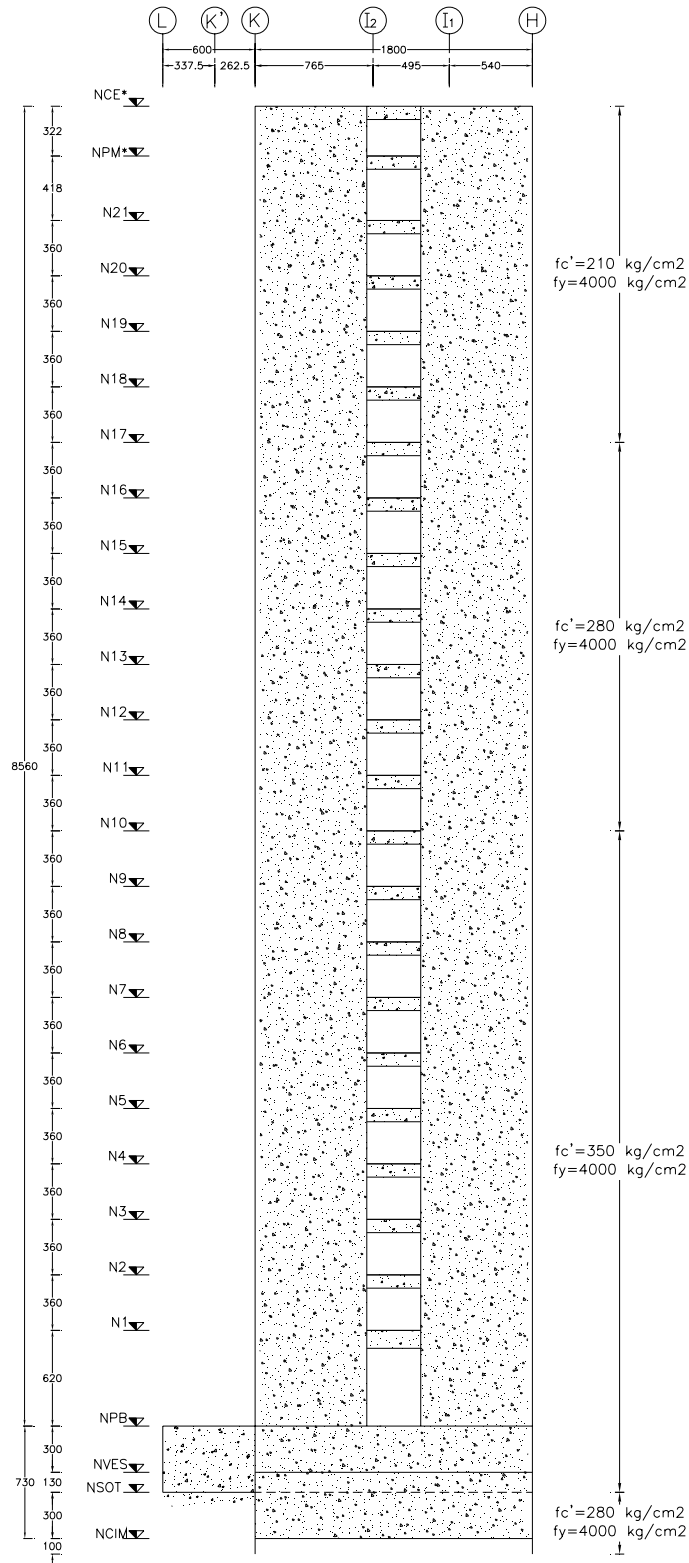 L K' K I2 I1 H
600 1800
337.5 262.5 765 495 540
NCE*
322
NPM*
418
N21
360
N20
fc'=210 kg/cm2
fy=4000 kg/cm2
360
N19
360
N18
360
N17
360
N16
360
N15
360
N14
fc'=280 kg/cm2
fy=4000 kg/cm2
360
N13
360
N12
360
8560
N11
360
N10
360
N9
360
N8
360
N7
360
N6
360
N5
360
N4
fc'=350 kg/cm2
fy=4000 kg/cm2
360
N3
360
N2
360
N1
620
NPB
300
NVES
730 130
NSOT
300
fc'=280 kg/cm2
fy=4000 kg/cm2
NCIM
100